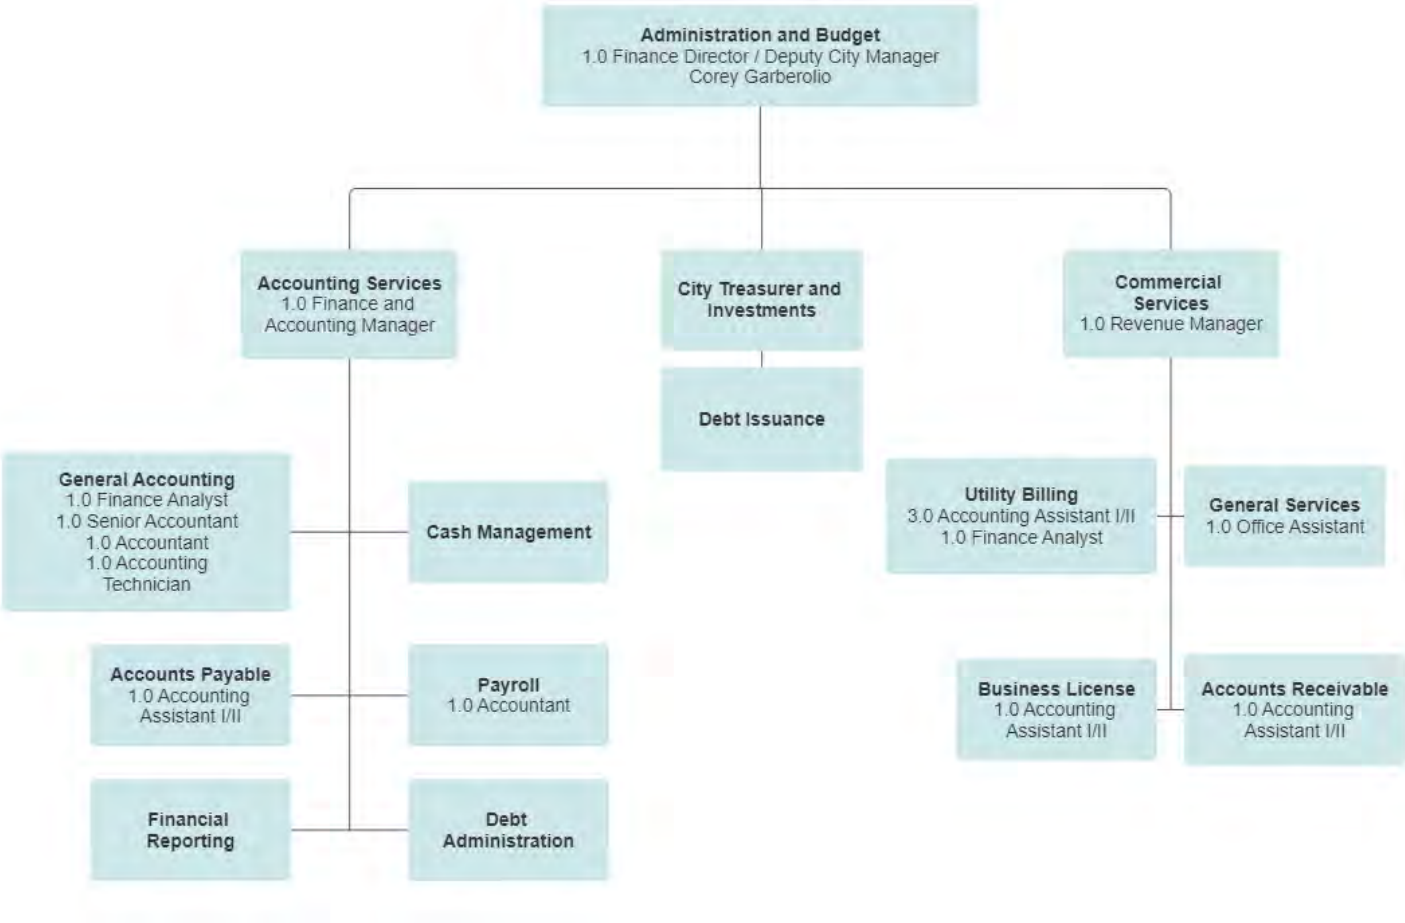 Administration and Budget
1.0 Finance Director / Deputy City Manager
Corey Garberolio
Accounting Services
1.0 Finance and
Accounting Manager
City Treasurer and
Investments
Commercial
Services
1.0 Revenue Manager
Debt Issuance
General Accounting
1.0 Finance Analyst
1.0 Senior Accountant
1.0 Accountant
1.0 Accounting
Technician
Cash Management
Utility Billing
3.0 Accounting Assistant I/II
1.0 Finance Analyst
General Services
1.0 Office Assistant
Accounts Payable
1.0 Accounting
Assistant I/II
Payroll
1.0 Accountant
Business License
1.0 Accounting
Assistant I/II
Accounts Receivable
1.0 Accounting
Assistant I/II
Financial
Reporting
Debt
Administration